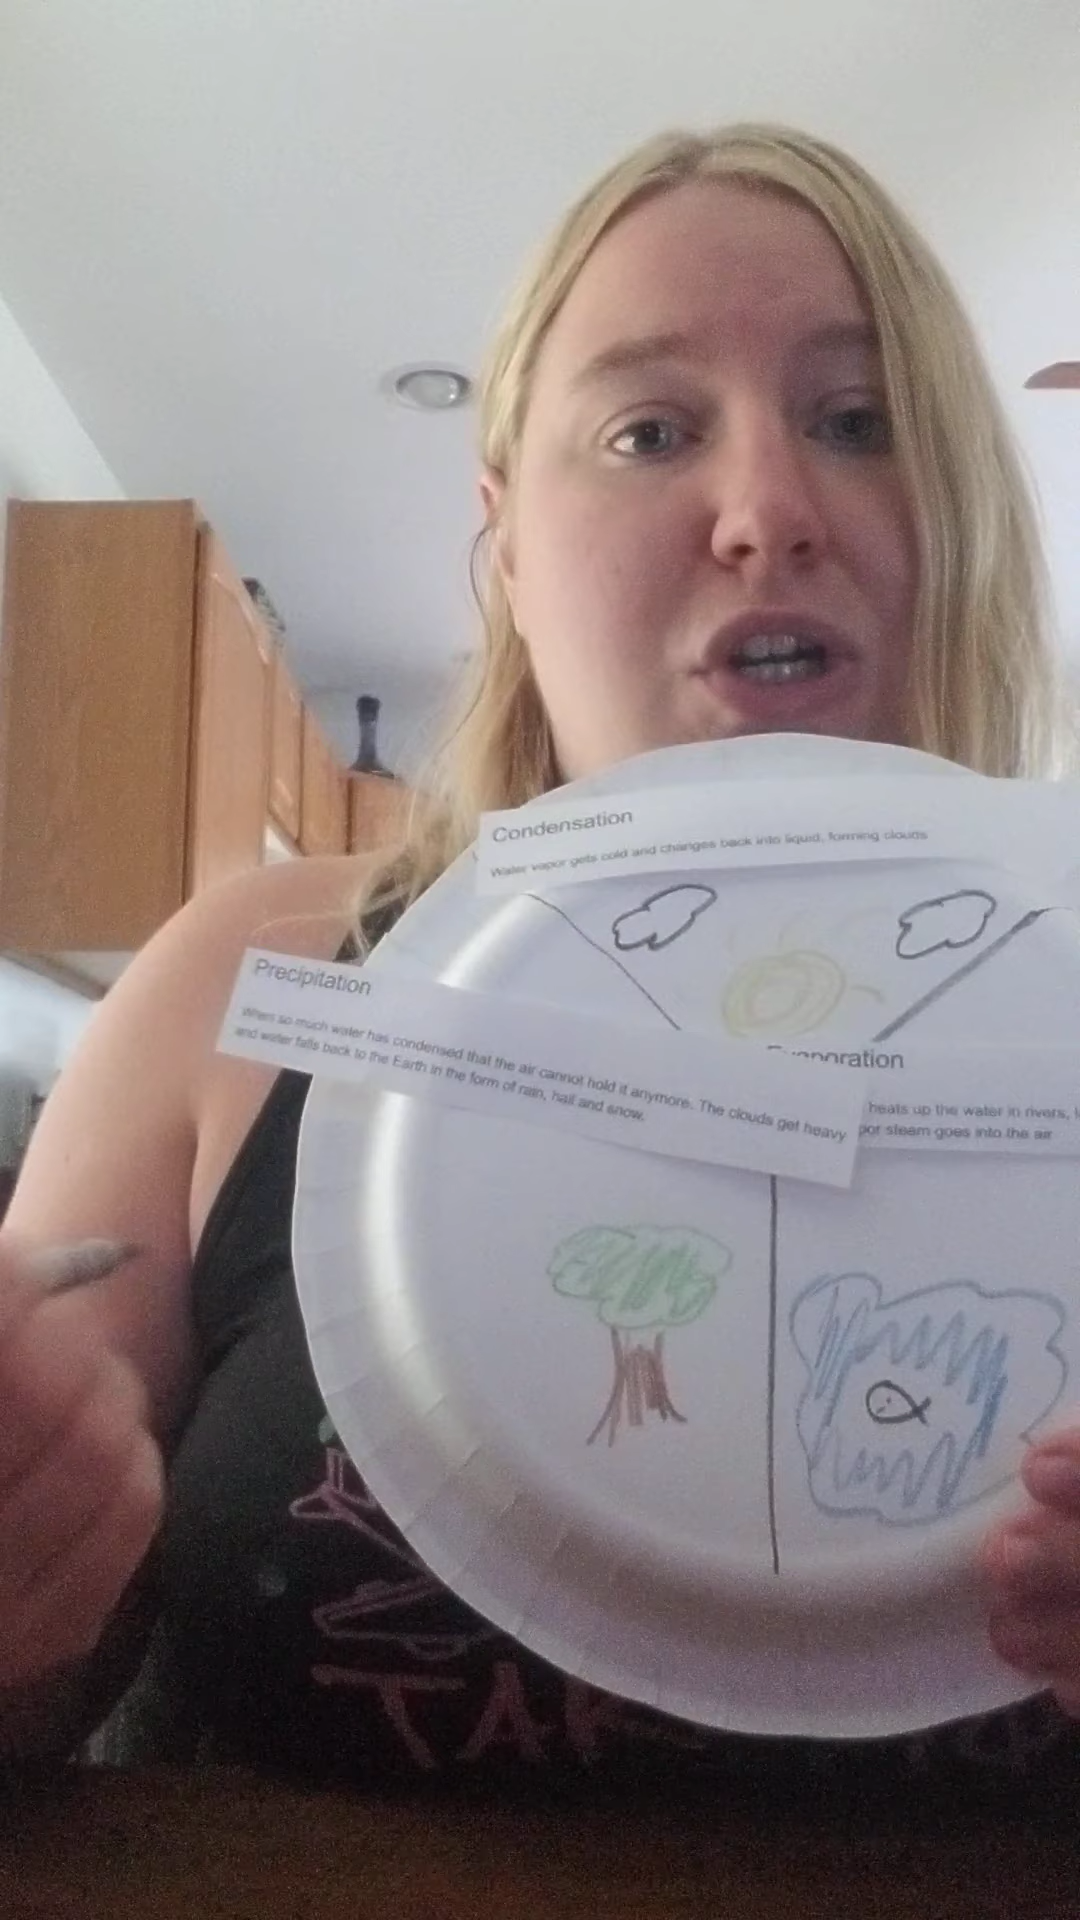 Condensation
Water vapor gets cold and changes back into liquid, forming clouds
Precipitation
When so much water has condensed that the air cannot hold it anymore. The clouds get heavy
and water falls back to the Earth in the form of rain, hail and snow.
Evaporation
heats up the water in rivers,
steam goes into the air
TAK